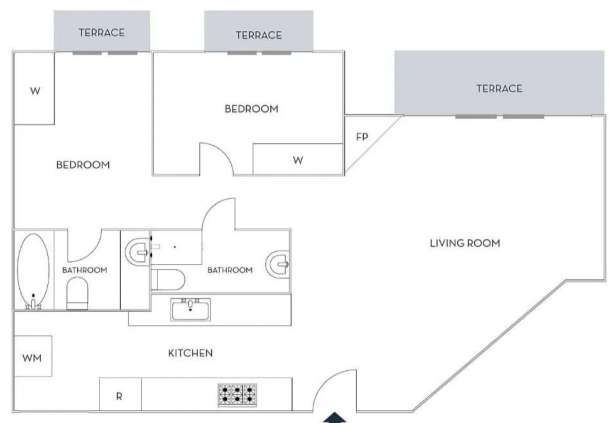 TERRACE
TERRACE
TERRACE
W
BEDROOM
FP
BEDROOM
W
LIVING ROOM
BATHROOM
BATHROOM
KITCHEN
WM
R